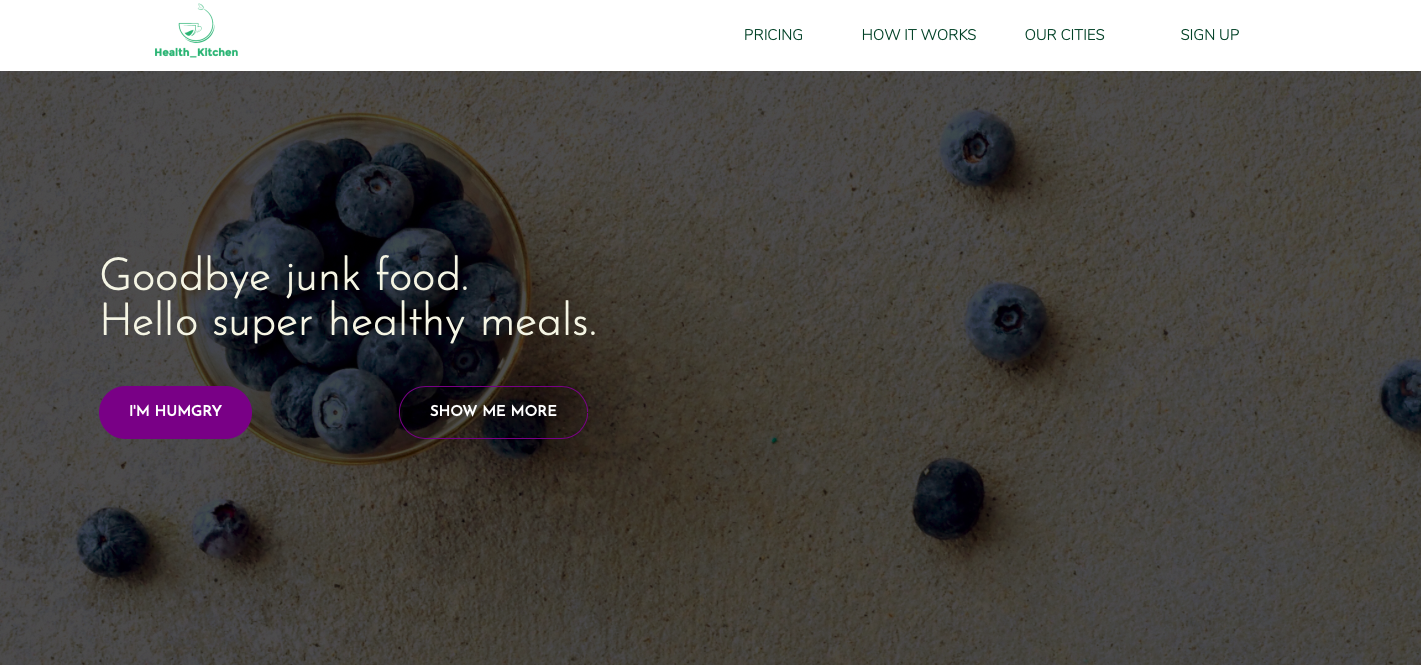 Health_Kitchen
PRICING HOW IT WORKS OUR CITIES SIGN UP
Goodbye junk food.
Hello super healthy meals.
I'M HUMGRY SHOW ME MORE